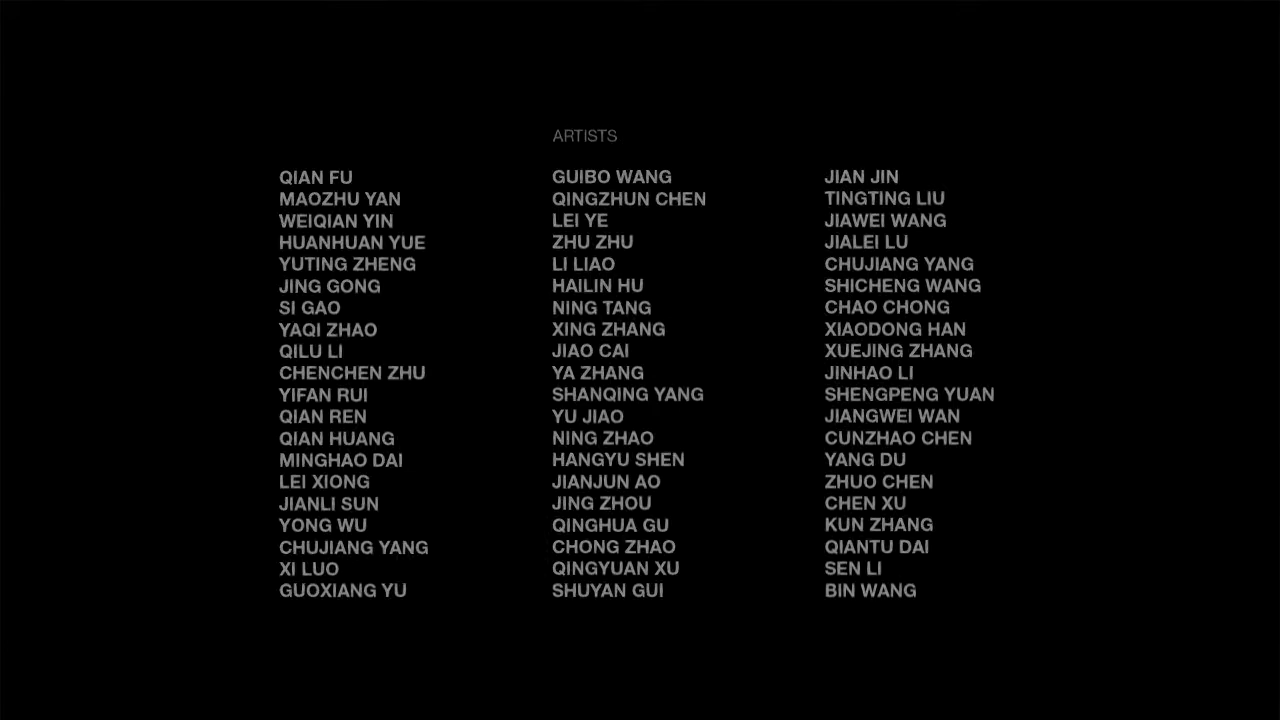 ARTISTS
QIAN FU
MAOZHU YAN
WEIQIAN YIN
HUANHUAN YUE
YUTING ZHENG
JING GONG
SI GAO
YAQI ZHAO
QILU LI
CHENCHEN ZHU
YIFAN RUI
QIAN REN
QIAN HUANG
MINGHAO DAI
LEI XIONG
JIANLI SUN
YONG WU
CHUJIANG YANG
XI LUO
GUOXIANG YU
GUIBO WANG
QINGZHUN CHEN
LEI YE
ZHU ZHU
LI LIAO
HAILIN HU
NING TANG
XING ZHANG
JIAO CAI
YA ZHANG
SHANQING YANG
YU JIAO
NING ZHAO
HANGYU SHEN
JIANJUN AO
JING ZHOU
QINGHUA GU
CHONG ZHAO
QINGYUAN XU
SHUYAN GUI
JIAN JIN
TINGTING LIU
JIAWEI WANG
JIALEI LU
CHUJIANG YANG
SHICHENG WANG
CHAO CHONG
XIAODONG HAN
XUEJING ZHANG
JINHAO LI
SHENGPENG YUAN
JIANGWEI WAN
CUNZHAO CHEN
YANG DU
ZHUO CHEN
CHEN XU
KUN ZHANG
QIANTU DAI
SEN LI
BIN WANG